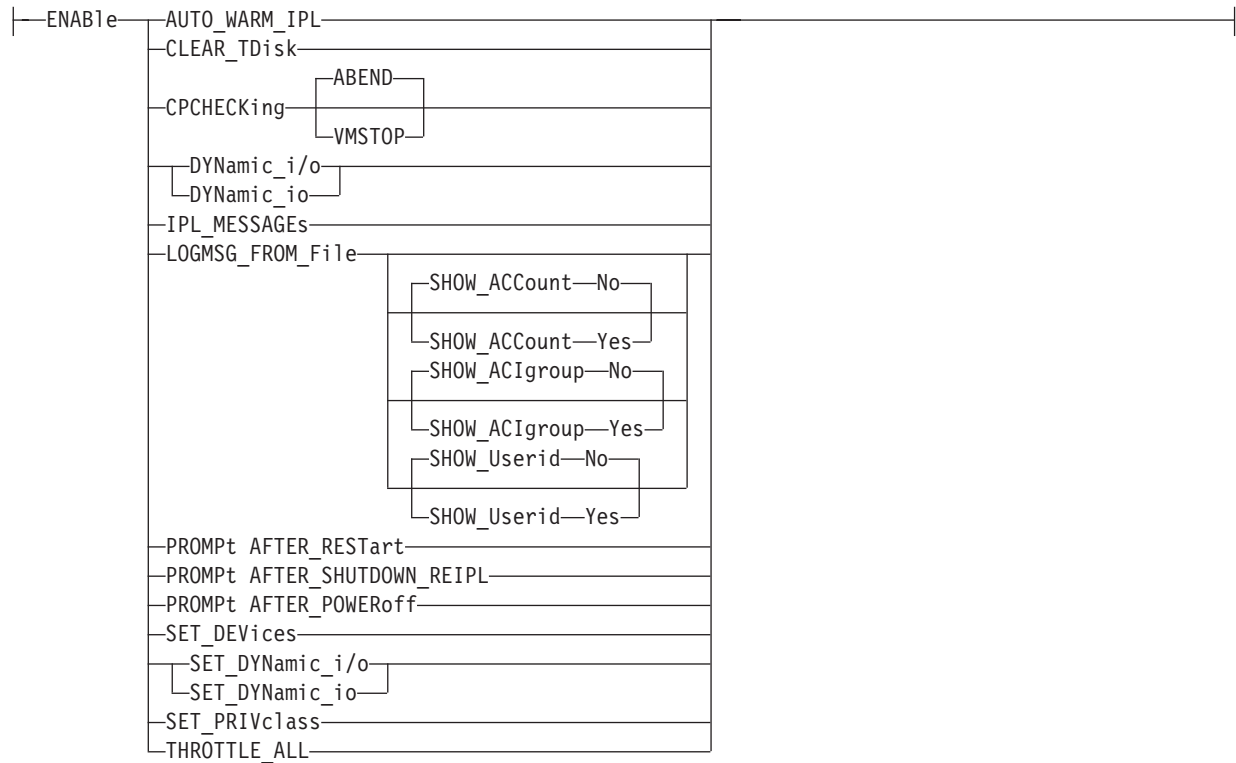 ENABle AUTO_WARM_IPL
CLEAR_TDisk
ABEND
CPCHECKing
VMSTOP
DYNamic_i/o
DYNamic_io
IPL_MESSAGEs
LOGMSG_FROM_File
SHOW_ACCount No
SHOW_ACCount Yes
SHOW_ACIgroup No
SHOW_ACIgroup Yes
SHOW_Userid No
SHOW_Userid Yes
PROMPt AFTER_RESTart
PROMPt AFTER_SHUTDOWN_REIPL
PROMPt AFTER_POWERoff
SET_DEVices
SET_DYNamic_i/o
SET_DYNamic_io
SET_PRIVclass
THROTTLE_ALL